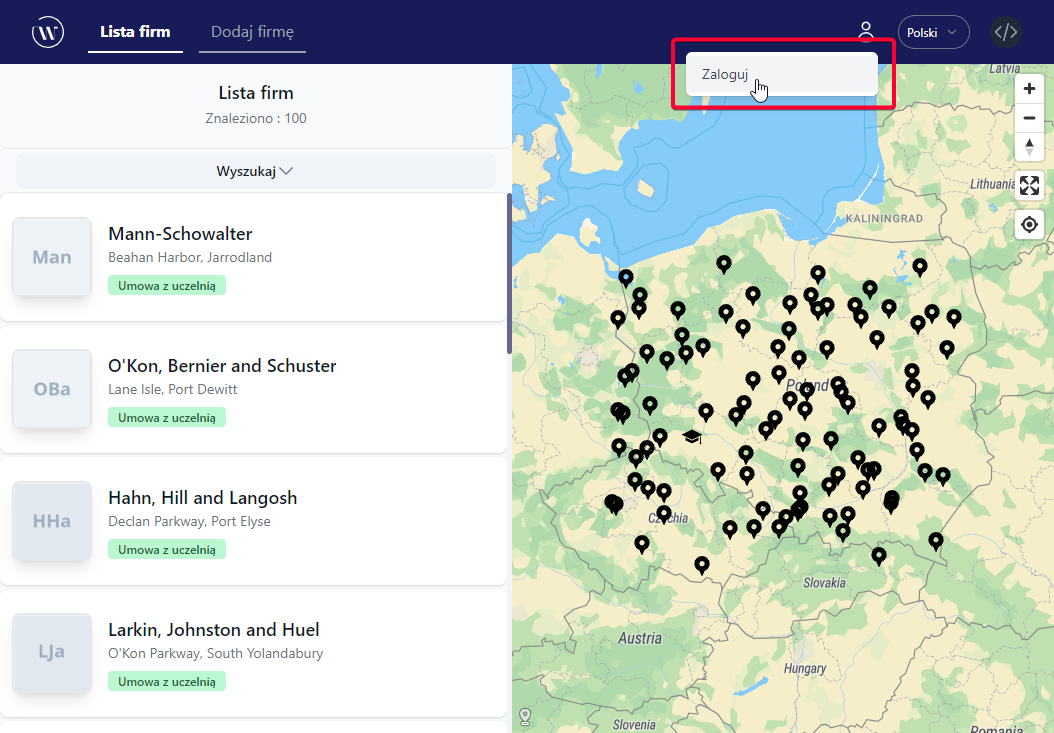 W
Lista firm
Dodaj firmę
Polski
</>
Zaloguj
Lista firm
Znaleziono : 100
Wyszukaj
Man
Mann-Schowalter
Beahan Harbor, Jarrodland
Umowa z uczelnią
OBa
O'Kon, Bernier and Schuster
Lane Isle, Port Dewitt
Umowa z uczelnią
HHa
Hahn, Hill and Langosh
Declan Parkway, Port Elyse
Umowa z uczelnią
LJa
Larkin, Johnston and Huel
O'Kon Parkway, South Yolandabury
Umowa z uczelnią
Latvia
Lithuania
KALININGRAD
Poland
Czechia
Slovakia
Austria
Hungary
Slovenia
Romania